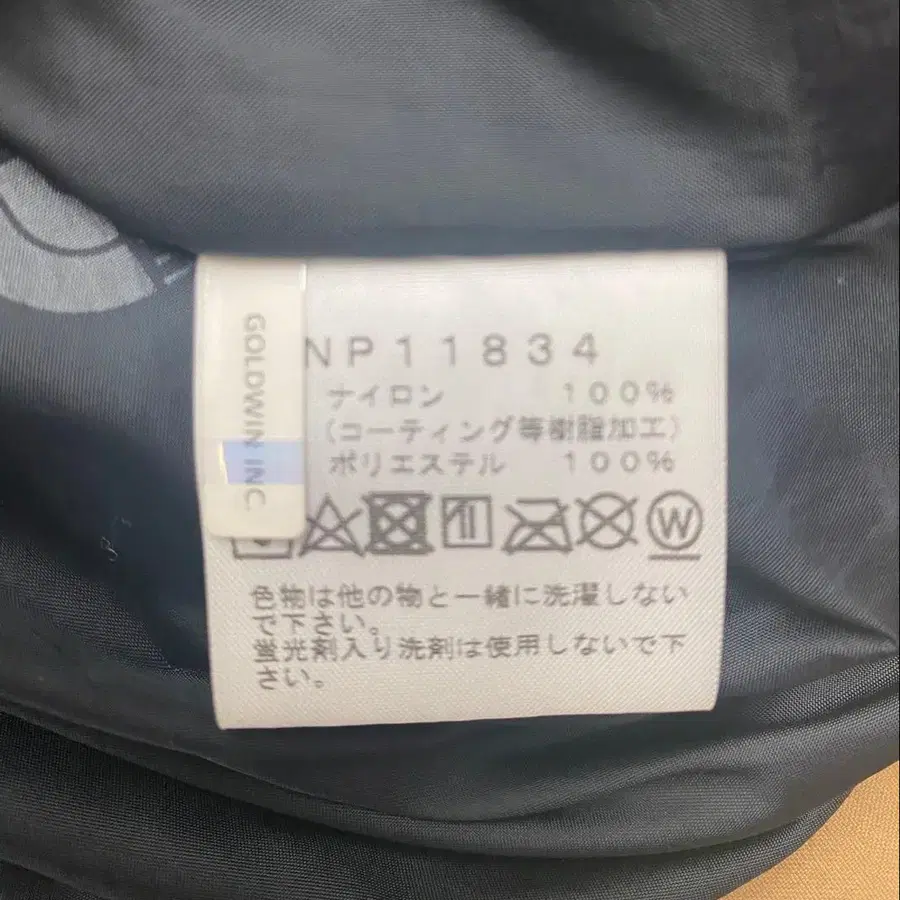 GOLDWIN INC.
NP11834
ナイロン 100%
(コーティング等樹脂加工)
ポリエステル 100%
W
色物は他の物と一緒に洗濯しない
で下さい。
蛍光剤入り洗剤は使用しないで下
さい。